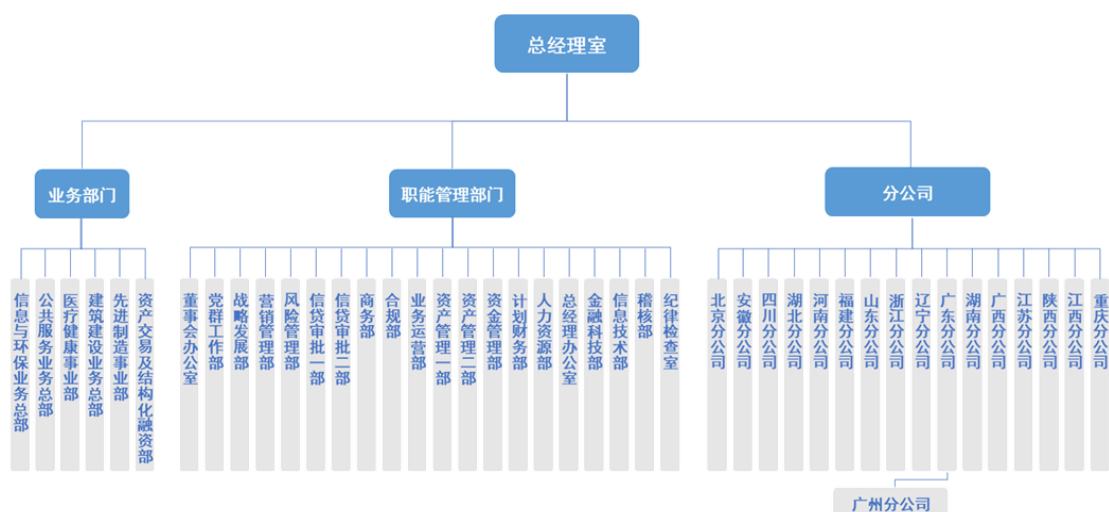 总经理室
业务部门
职能管理部门
分公司
信息与环保业务总部
公共服务业务总部
医疗健康事业部
建筑建设业务总部
先进制造事业部
资产交易及结构化融资部
董事会办公室
党群工作部
战略发展部
营销管理部
风险管理部
信贷审批一部
信贷审批二部
商务部
合规部
业务运营部
资产管理一部
资产管理二部
资金管理部
计划财务部
人力资源部
总经理办公室
金融科技部
信息技术部
稽核部
纪律检查室
北京分公司
安徽分公司
四川分公司
湖北分公司
河南分公司
福建分公司
山东分公司
浙江分公司
辽宁分公司
广东分公司
湖南分公司
广西分公司
江苏分公司
陕西分公司
江西分公司
重庆分公司
广州分公司